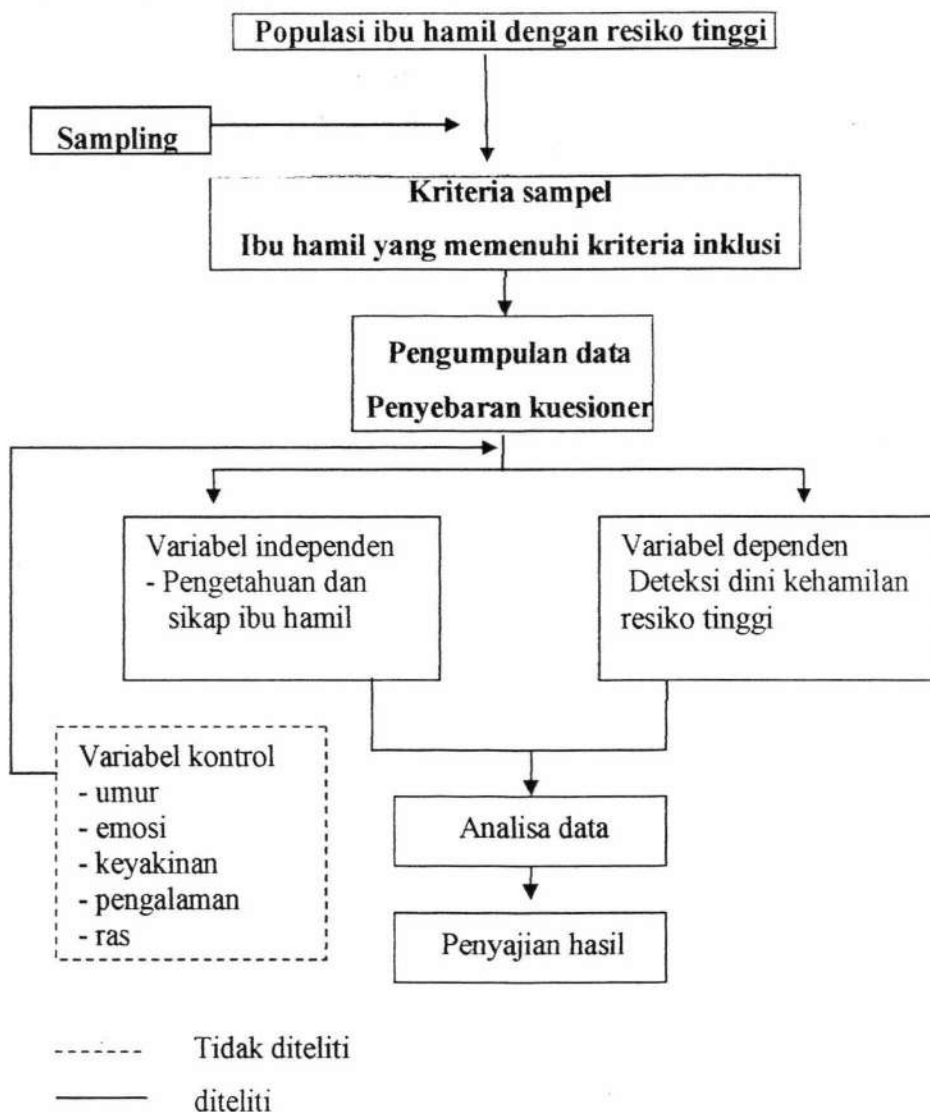 Populasi ibu hamil dengan resiko tinggi
Sampling
Kriteria sampel
Ibu hamil yang memenuhi kriteria inklusi
Pengumpulan data
Penyebaran kuesioner
Variabel independen
- Pengetahuan dan
sikap ibu hamil
Variabel dependen
Deteksi dini kehamilan
resiko tinggi
Variabel kontrol
- umur
- emosi
- keyakinan
- pengalaman
- ras
Analisa data
Penyajian hasil
Tidak diteliti
diteliti